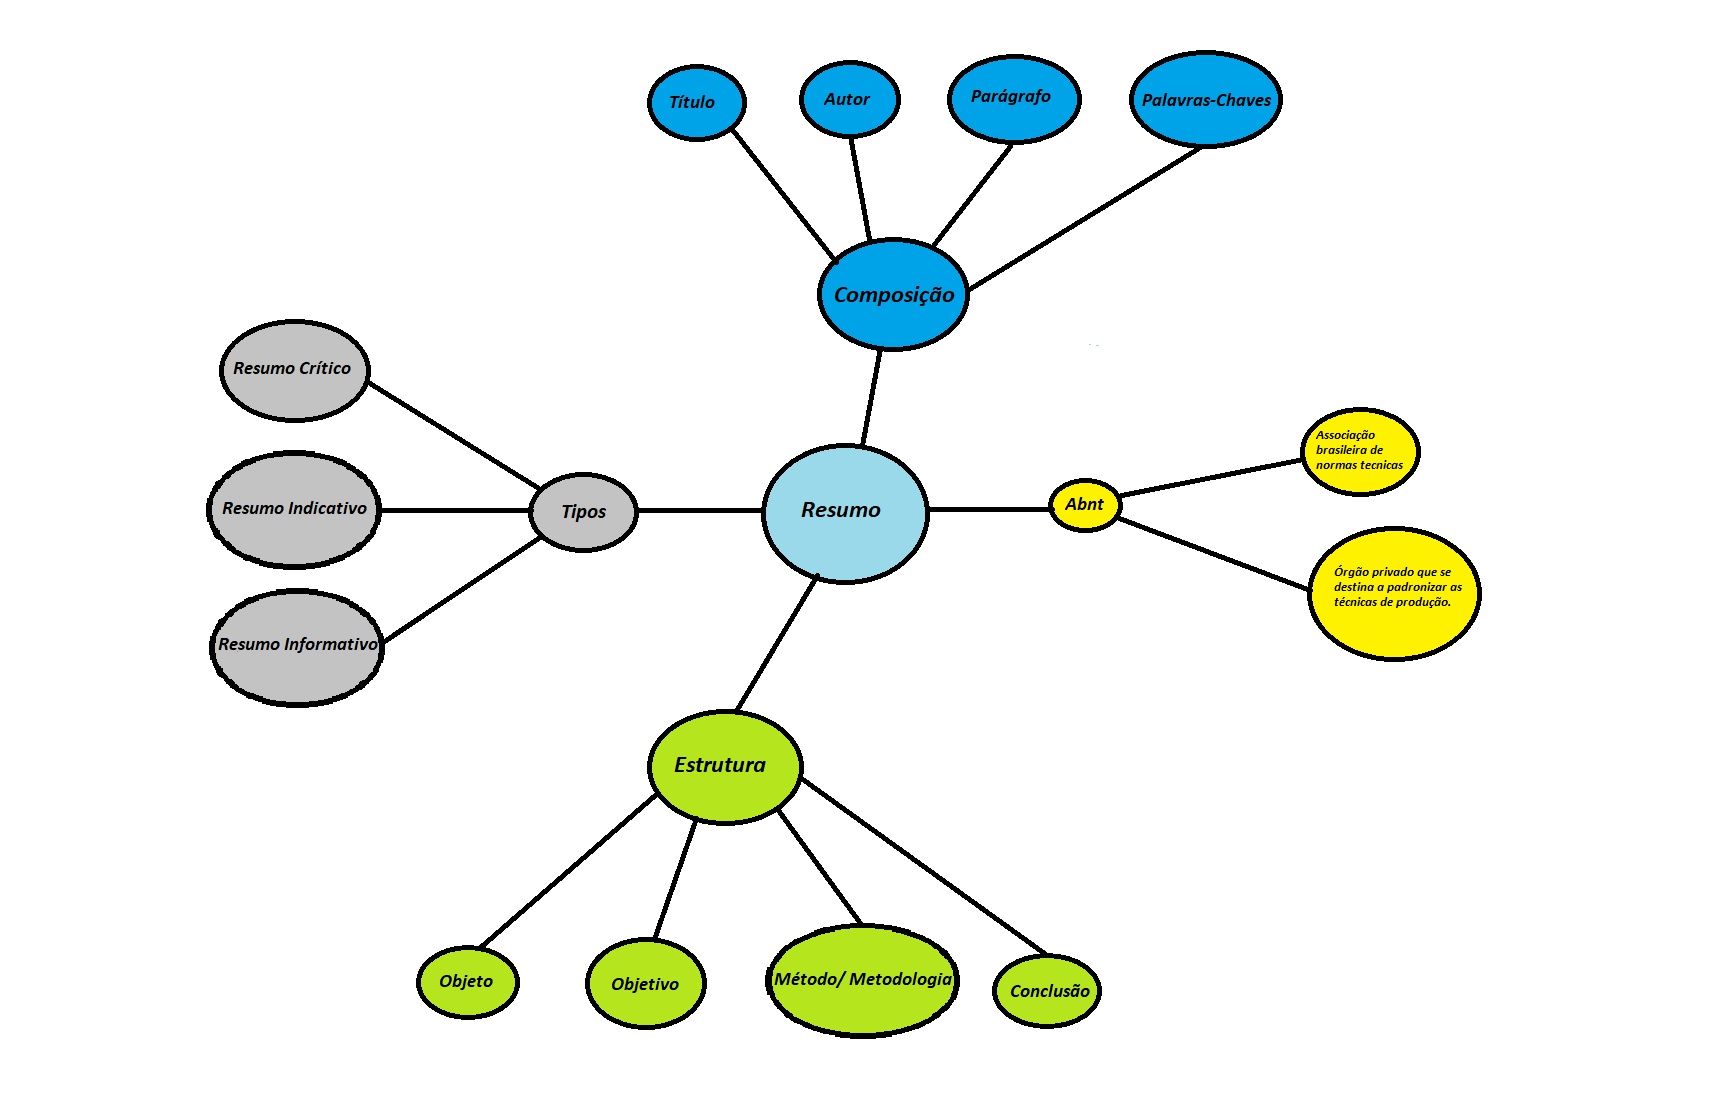 Título
Autor
Parágrafo
Palavras-Chaves
Composição
Resumo Crítico
Resumo Indicativo
Resumo Informativo
Tipos
Resumo
Abnt
Associação
brasileira de
normas tecnicas
Órgão privado que se
destina a padronizar as
técnicas de produção.
Estrutura
Objeto
Objetivo
Método/ Metodologia
Conclusão